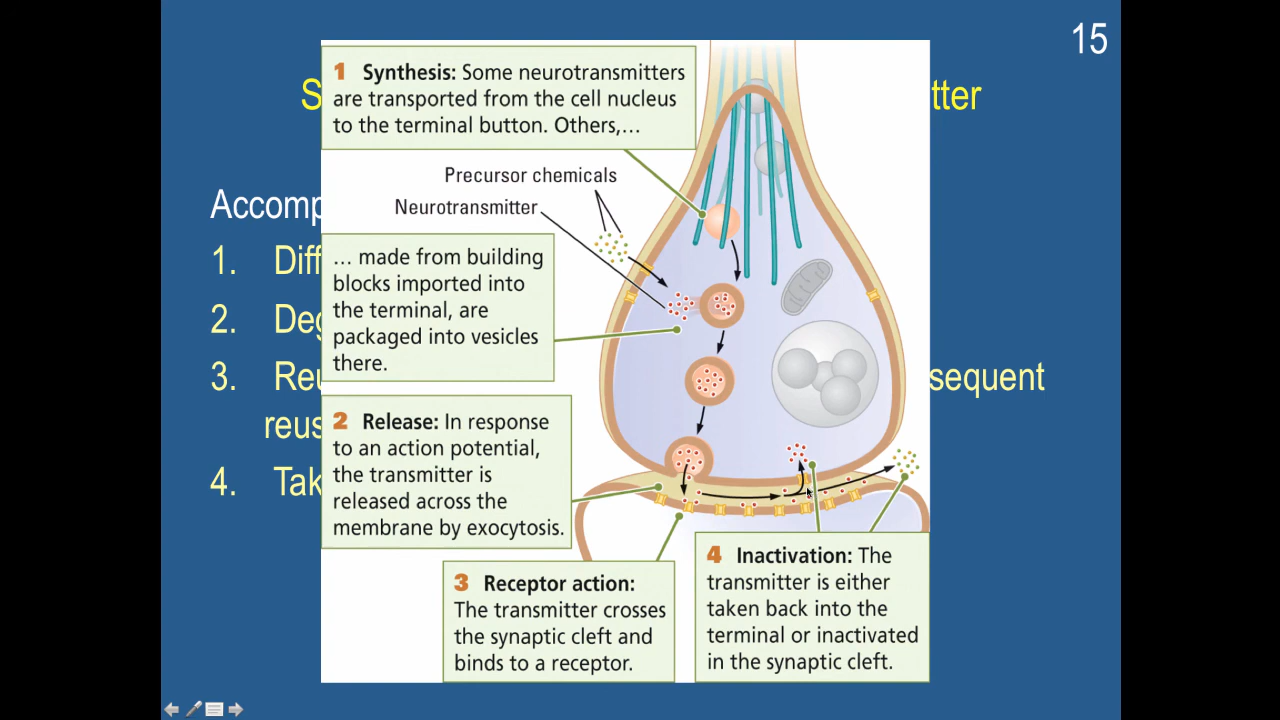 15
tter
1 Synthesis: Some neurotransmitters
are transported from the cell nucleus
to the terminal button. Others,...
Precursor chemicals
Neurotransmitter
Accomp
1. Diff
2. Deg
3. Reu
sequent
reus
4. Tak
... made from building
blocks imported into
the terminal, are
packaged into vesicles
there.
2 Release: In response
to an action potential,
the transmitter is
released across the
membrane by exocytosis.
3 Receptor action:
The transmitter crosses
the synaptic cleft and
binds to a receptor.
4 Inactivation: The
transmitter is either
taken back into the
terminal or inactivated
in the synaptic cleft.